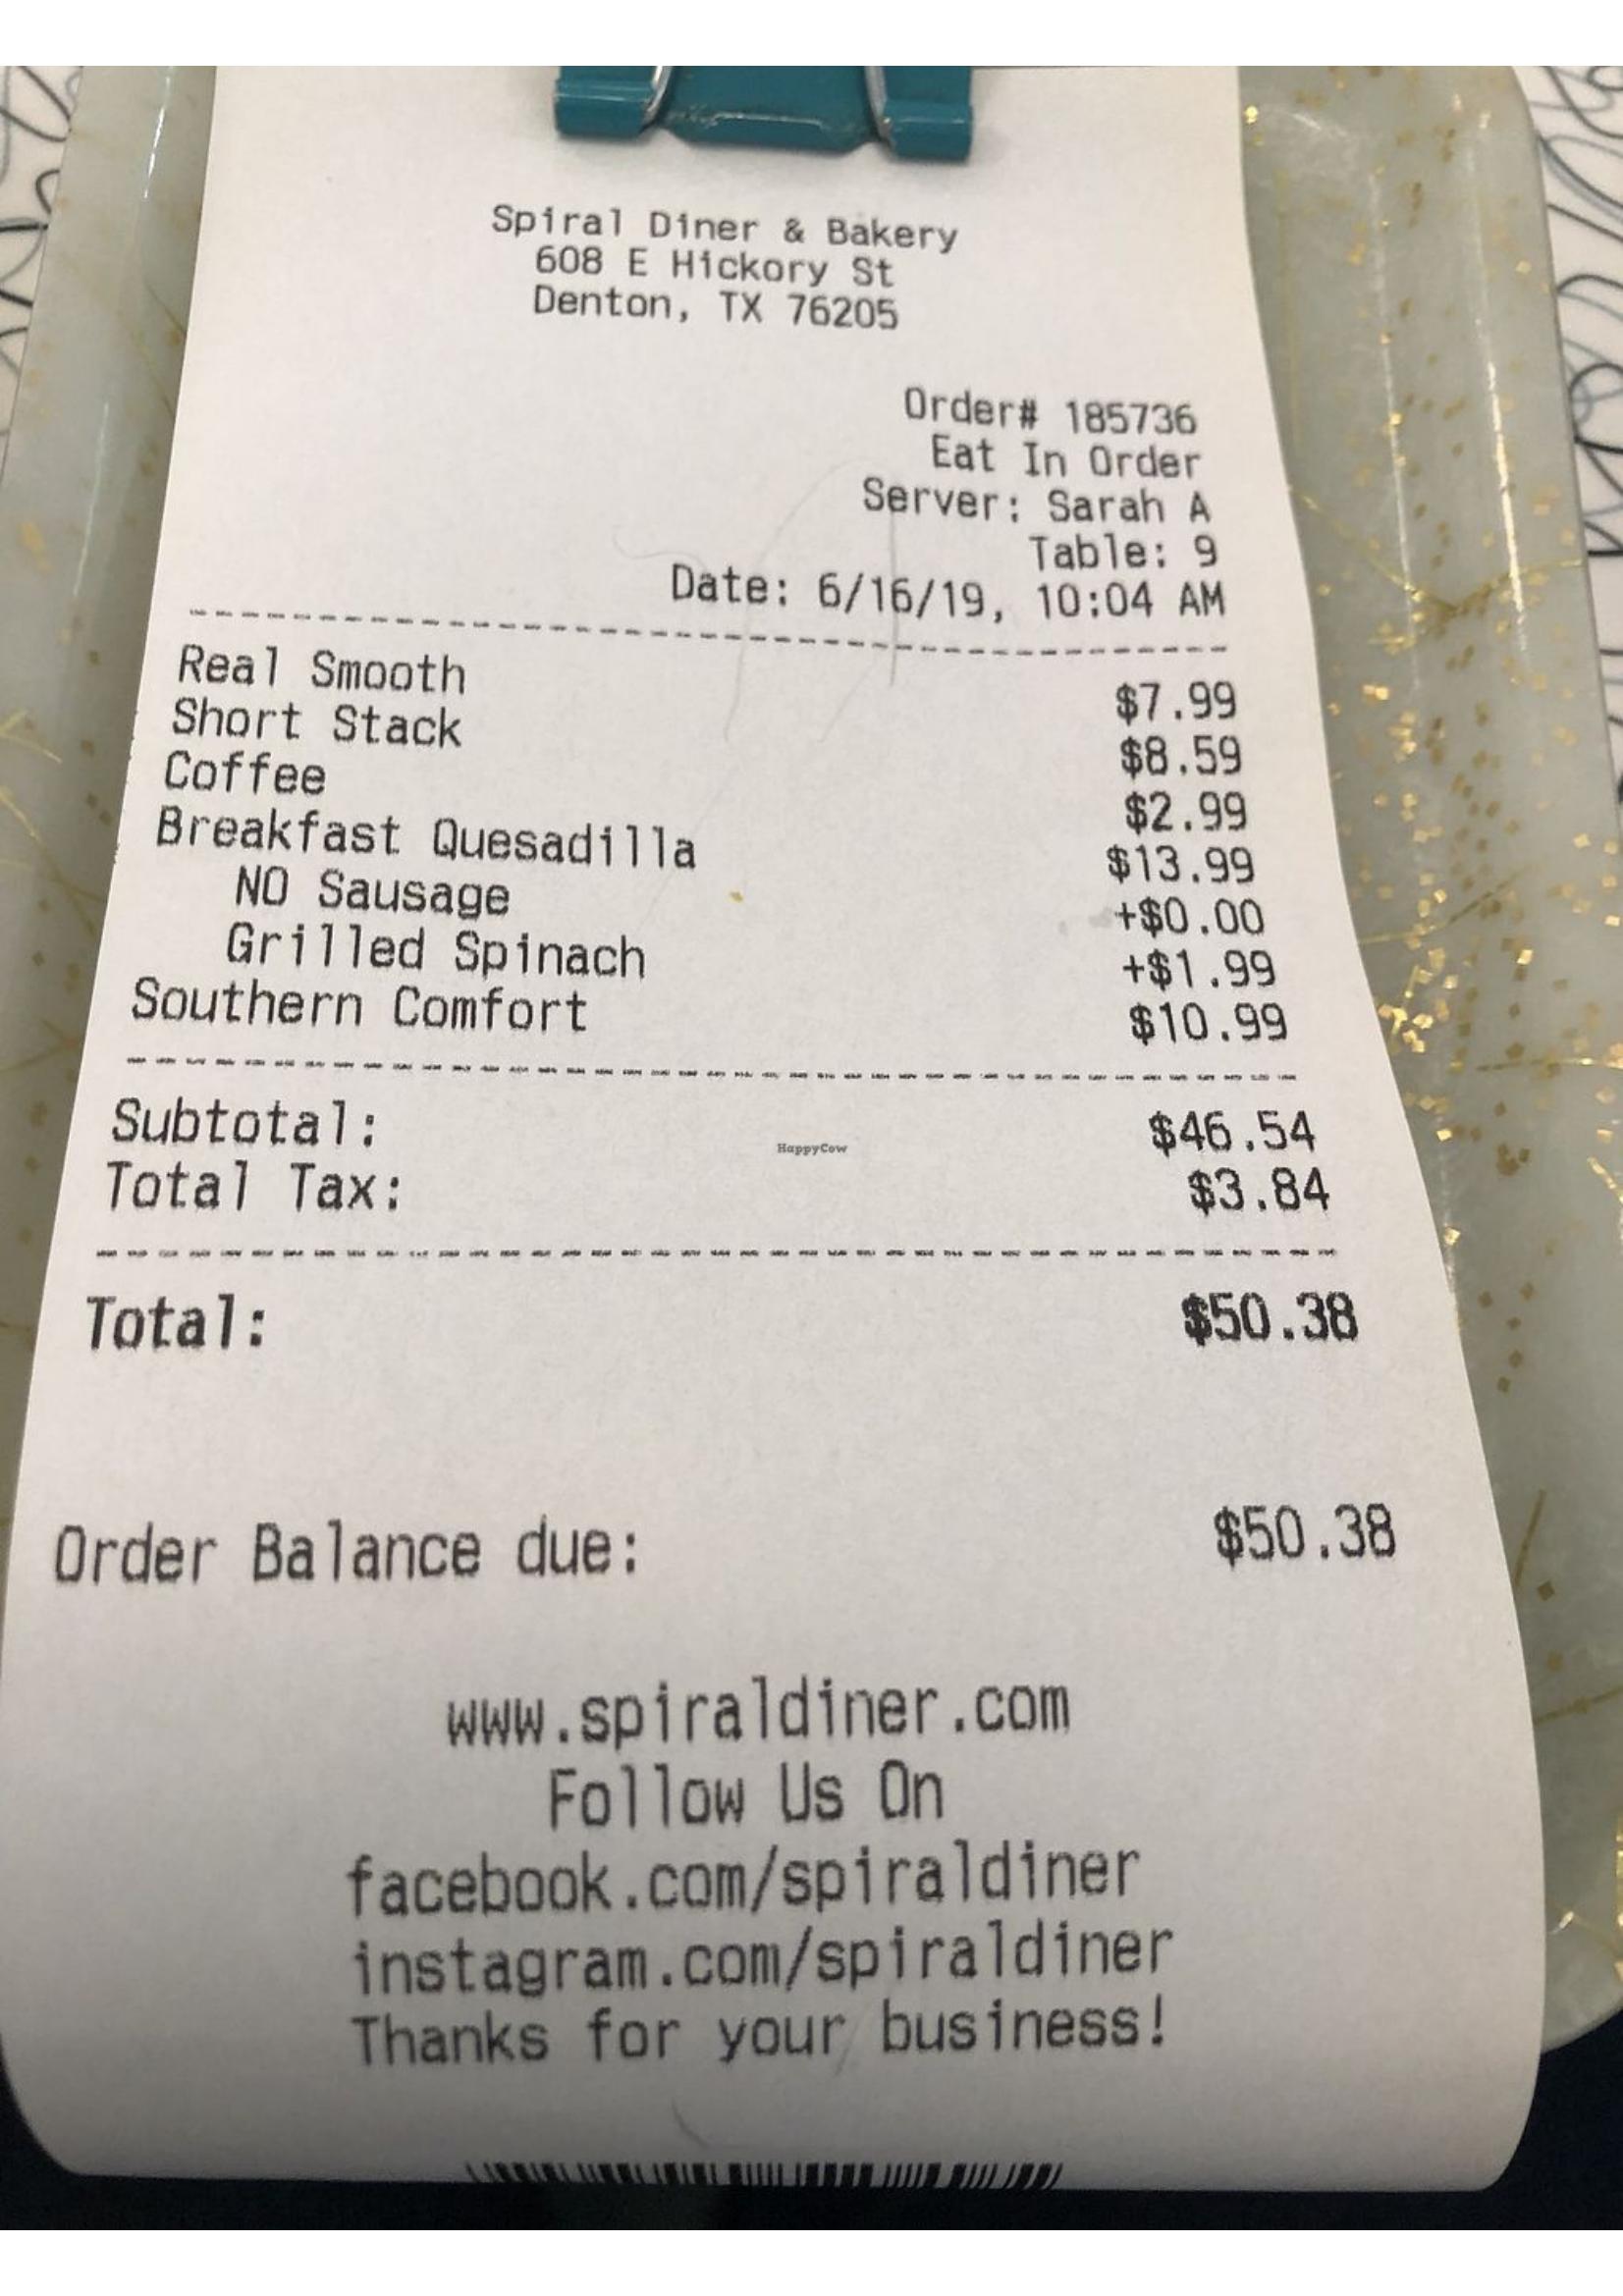 Spiral Diner & Bakery
608 E Hickory St
Denton, TX 76205
Order# 185736
Eat In Order
Server: Sarah A
Table: 9
Date: 6/16/19, 10:04 AM
Real Smooth $7.99
Short Stack $8.59
Coffee $2.99
Breakfast Quesadilla $13.99
NO Sausage +$0.00
Grilled Spinach +$1.99
Southern Comfort $10.99
Subtotal: $46.54
HappyCow
Total Tax: $3.84
Total: $50.38
Order Balance due: $50.38
www.spiraldiner.com
Follow Us On
facebook.com/spiraldiner
instagram.com/spiraldiner
Thanks for your business!